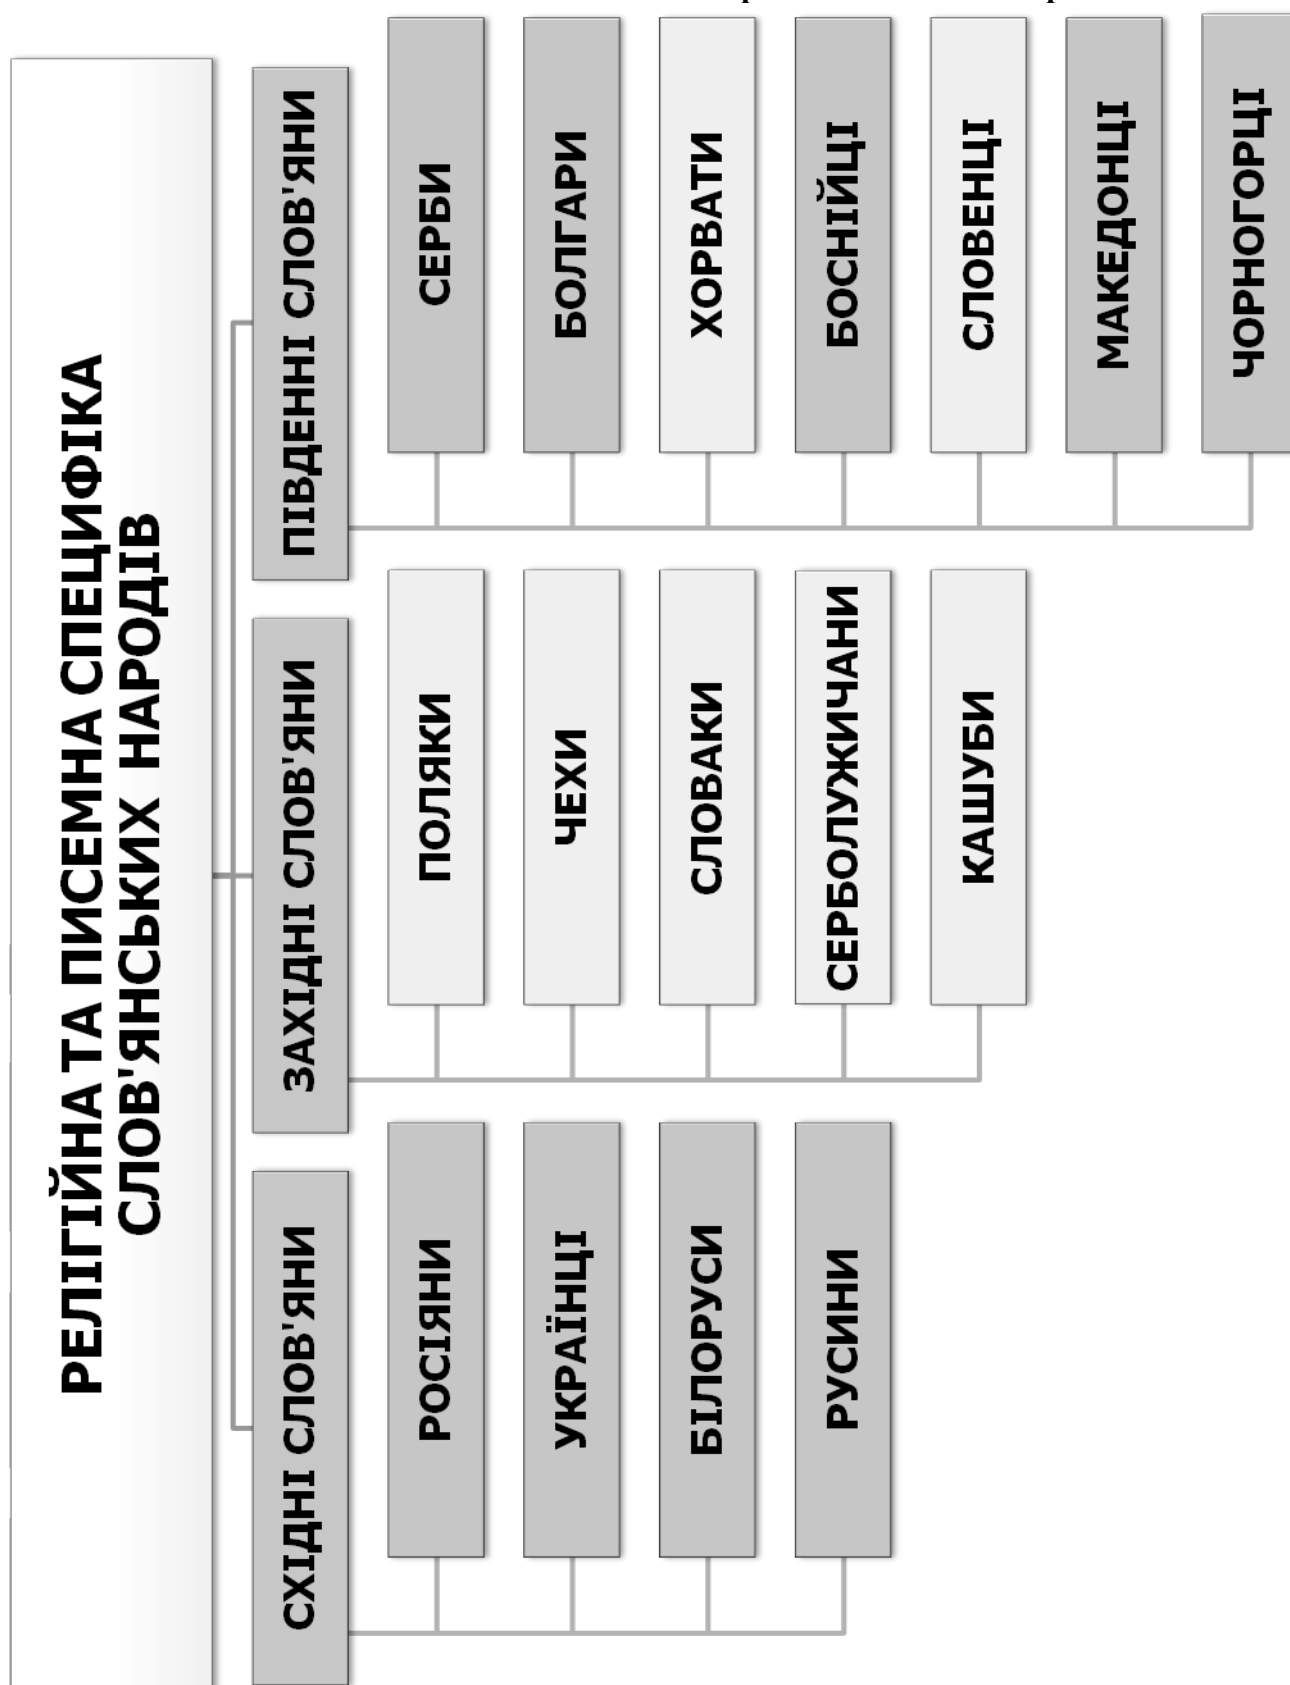 РЕЛІГІЙНА ТА ПИСЕМНА СПЕЦИФІКА
СЛОВ'ЯНСЬКИХ НАРОДІВ
СХІДНІ СЛОВ'ЯНИ
РОСІЯНИ
УКРАЇНЦІ
БІЛОРУСИ
РУСИНИ
ЗАХІДНІ СЛОВ'ЯНИ
ПОЛЯКИ
ЧЕХИ
СЛОВАКИ
СЕРБОЛУЖИЧАНИ
КАШУБИ
ПІВДЕННІ СЛОВ'ЯНИ
СЕРБИ
БОЛГАРИ
ХОРВАТИ
БОСНІЙЦІ
СЛОВЕНЦІ
МАКЕДОНЦІ
ЧОРНОГОРЦІ